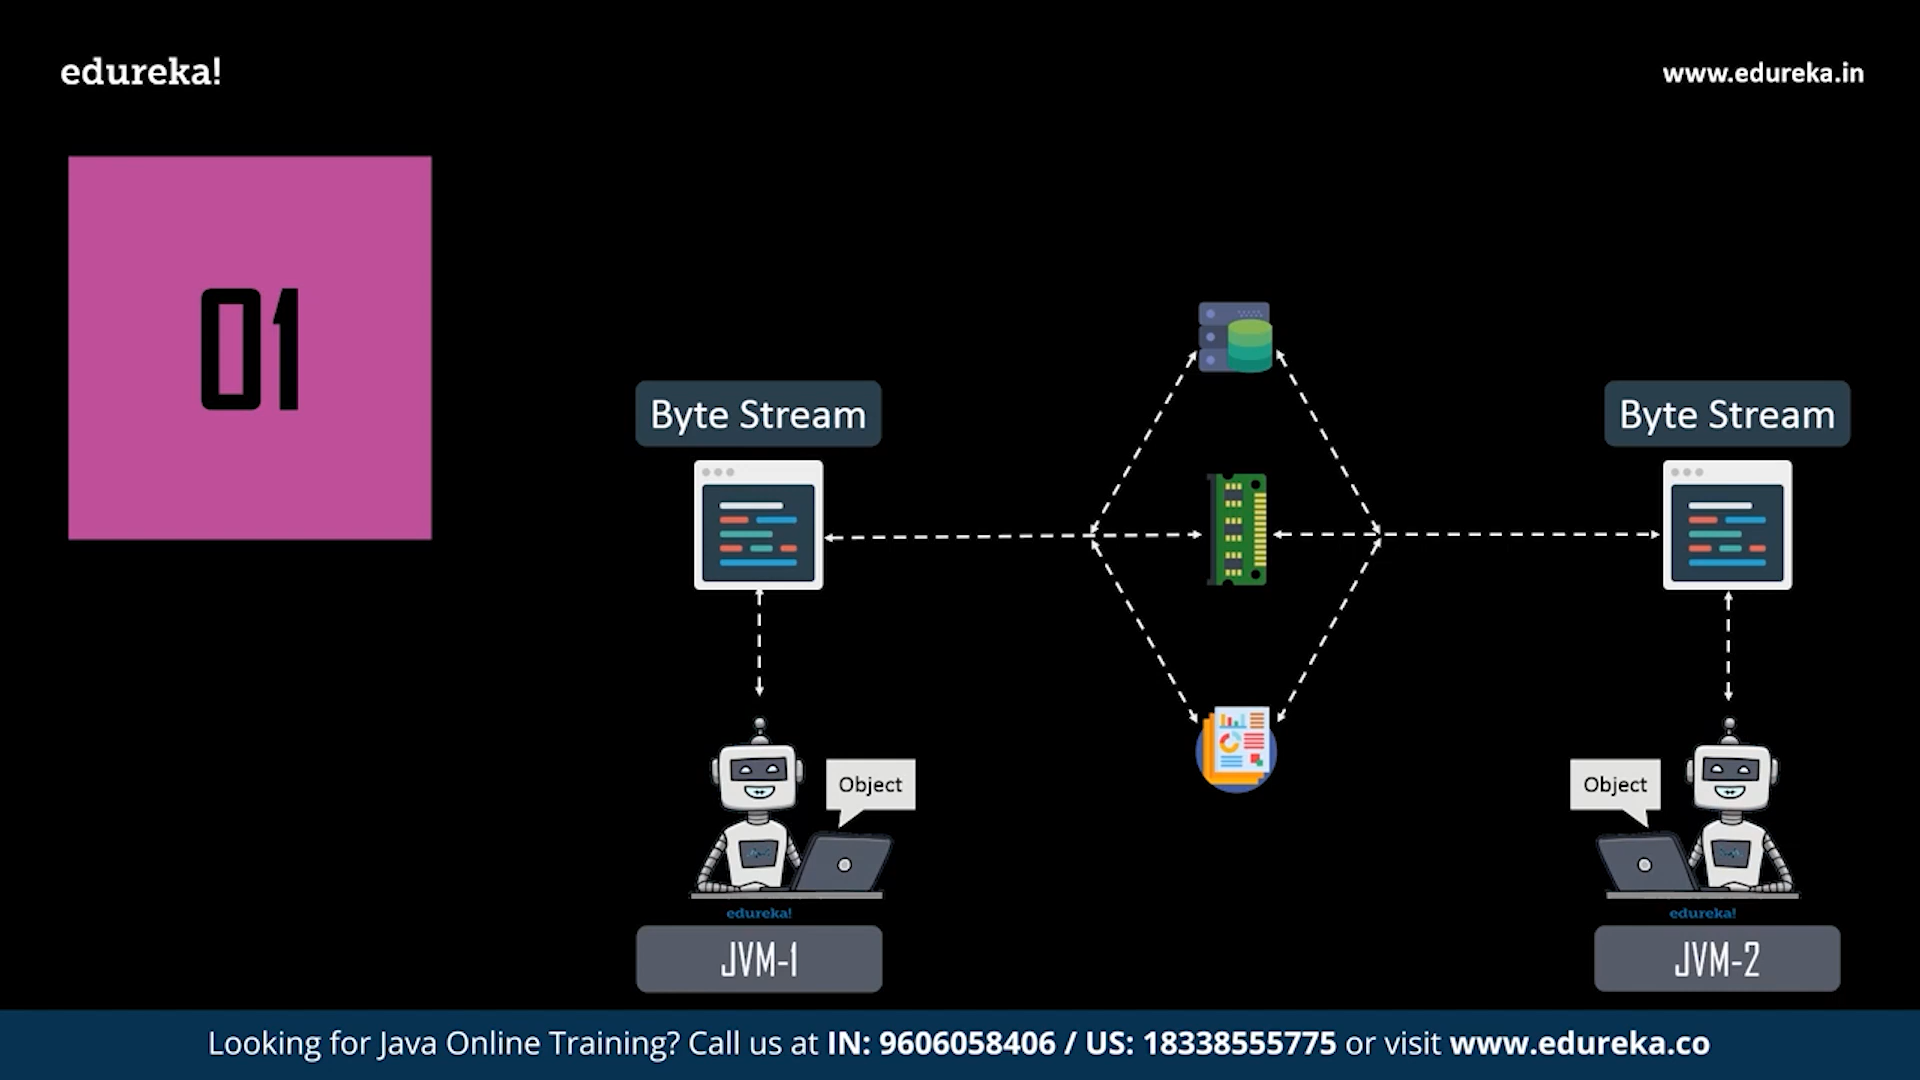 edureka!
www.edureka.in
01
Byte Stream
Byte Stream
Object
Object
edureka!
edureka!
JVM-1
JVM-2
Looking for Java Online Training? Call us at IN: 9606058406 / US: 18338555775 or visit www.edureka.co